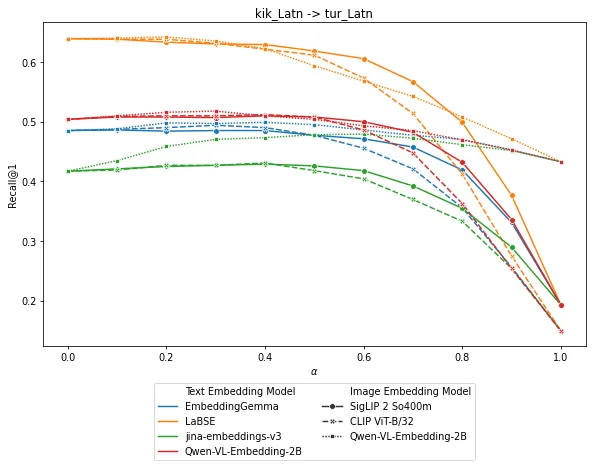 kik_Latn -> tur_Latn
Recall@1
0.6
0.5
0.4
0.3
0.2
0.0 0.2 0.4 0.6 0.8 1.0
α
Text Embedding Model Image Embedding Model
EmbeddingGemma SigLIP 2 So400m
LaBSE CLIP ViT-B/32
jina-embeddings-v3 Qwen-VL-Embedding-2B
Qwen-VL-Embedding-2B